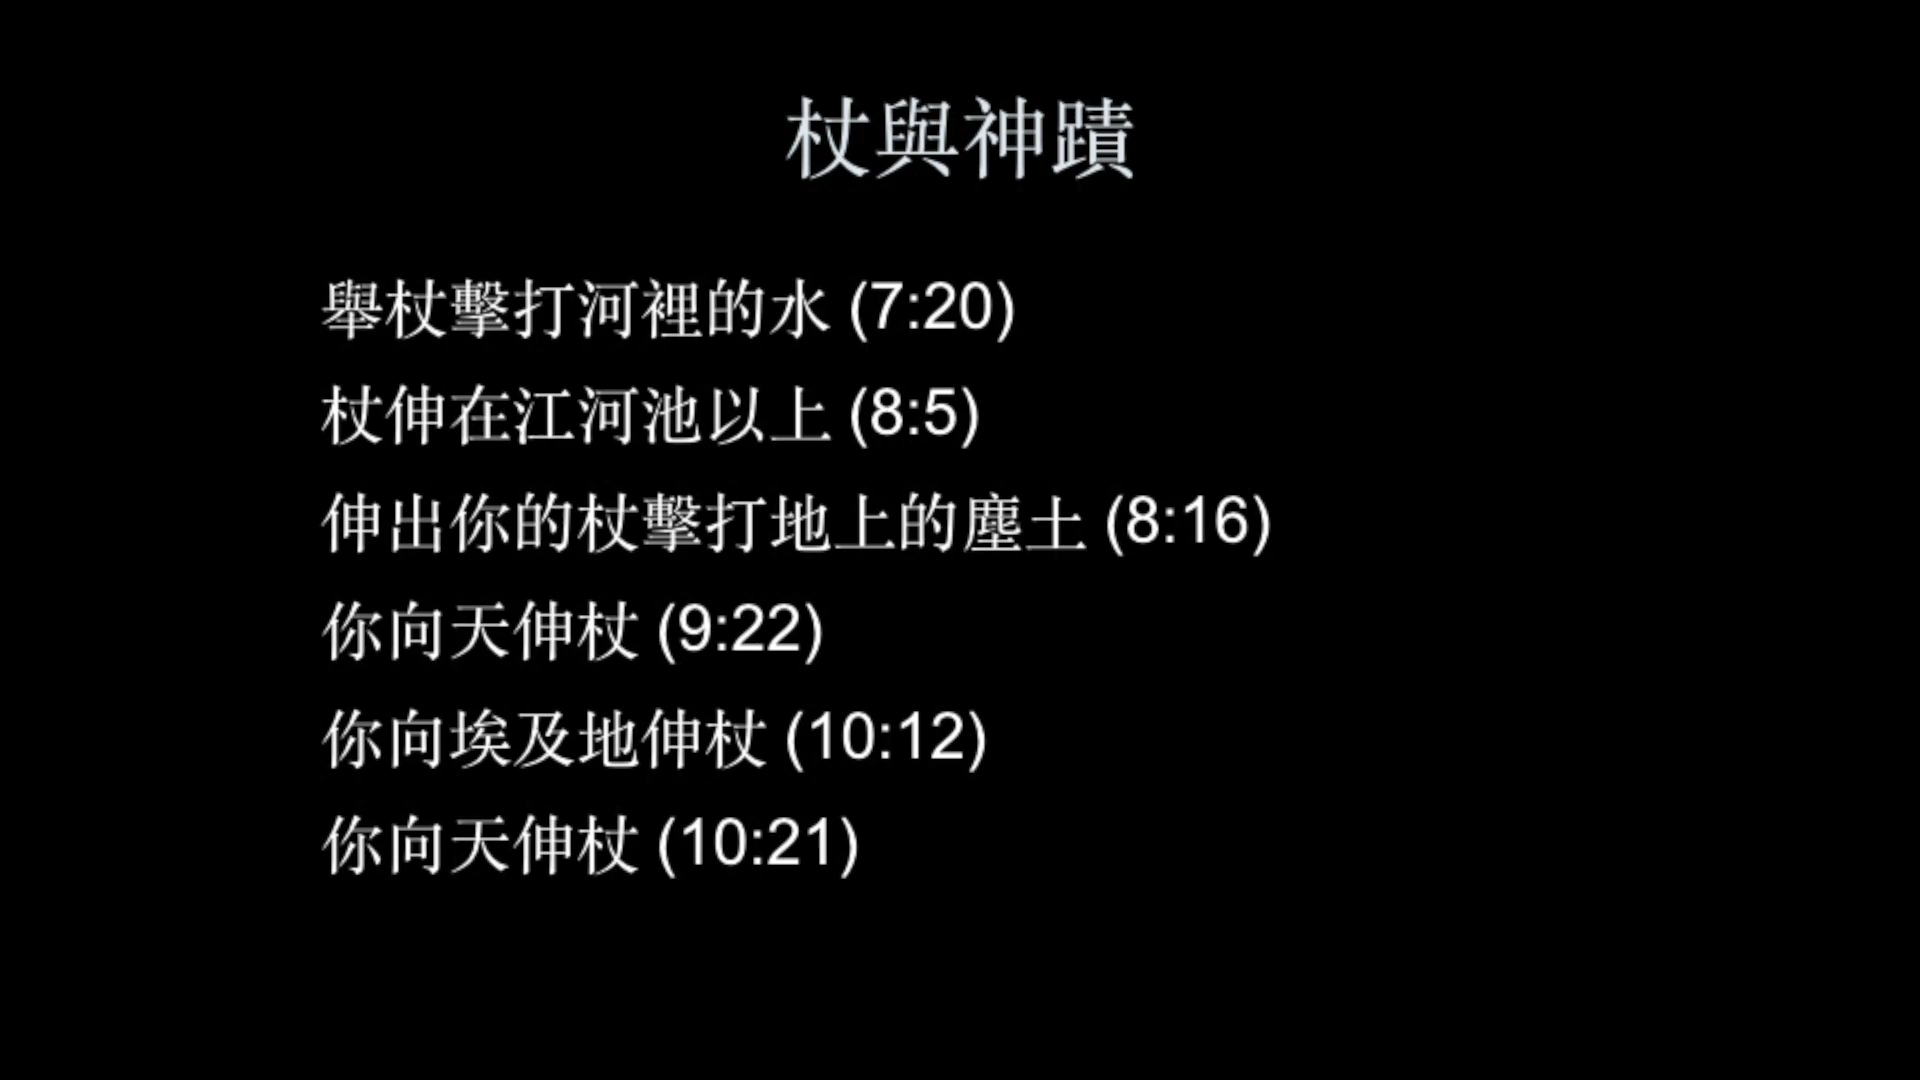 杖與神蹟
舉杖擊打河裡的水 (7:20)
杖伸在江河池以上 (8:5)
伸出你的杖擊打地上的塵土 (8:16)
你向天伸杖 (9:22)
你向埃及地伸杖 (10:12)
你向天伸杖 (10:21)